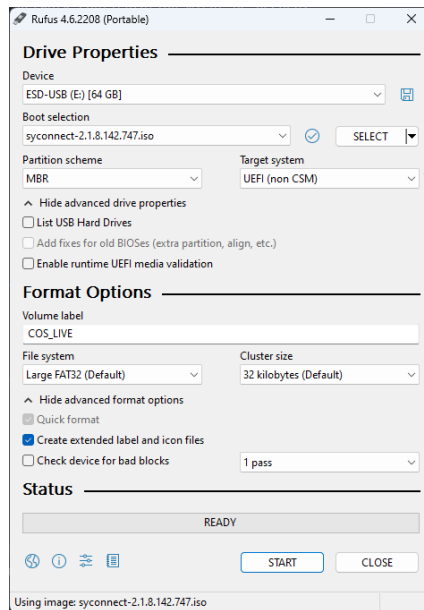 Rufus 4.6.2208 (Portable)
Drive Properties
Device
ESD-USB (E:) [64 GB]
Boot selection
syconnect-2.1.8.142.747.iso
SELECT
Partition scheme
Target system
MBR
UEFI (non CSM)
Hide advanced drive properties
List USB Hard Drives
Add fixes for old BIOSes (extra partition, align, etc.)
Enable runtime UEFI media validation
Format Options
Volume label
COS_LIVE
File system
Cluster size
Large FAT32 (Default)
32 kilobytes (Default)
Hide advanced format options
Quick format
Create extended label and icon files
Check device for bad blocks
1 pass
Status
READY
START
CLOSE
Using image: syconnect-2.1.8.142.747.iso